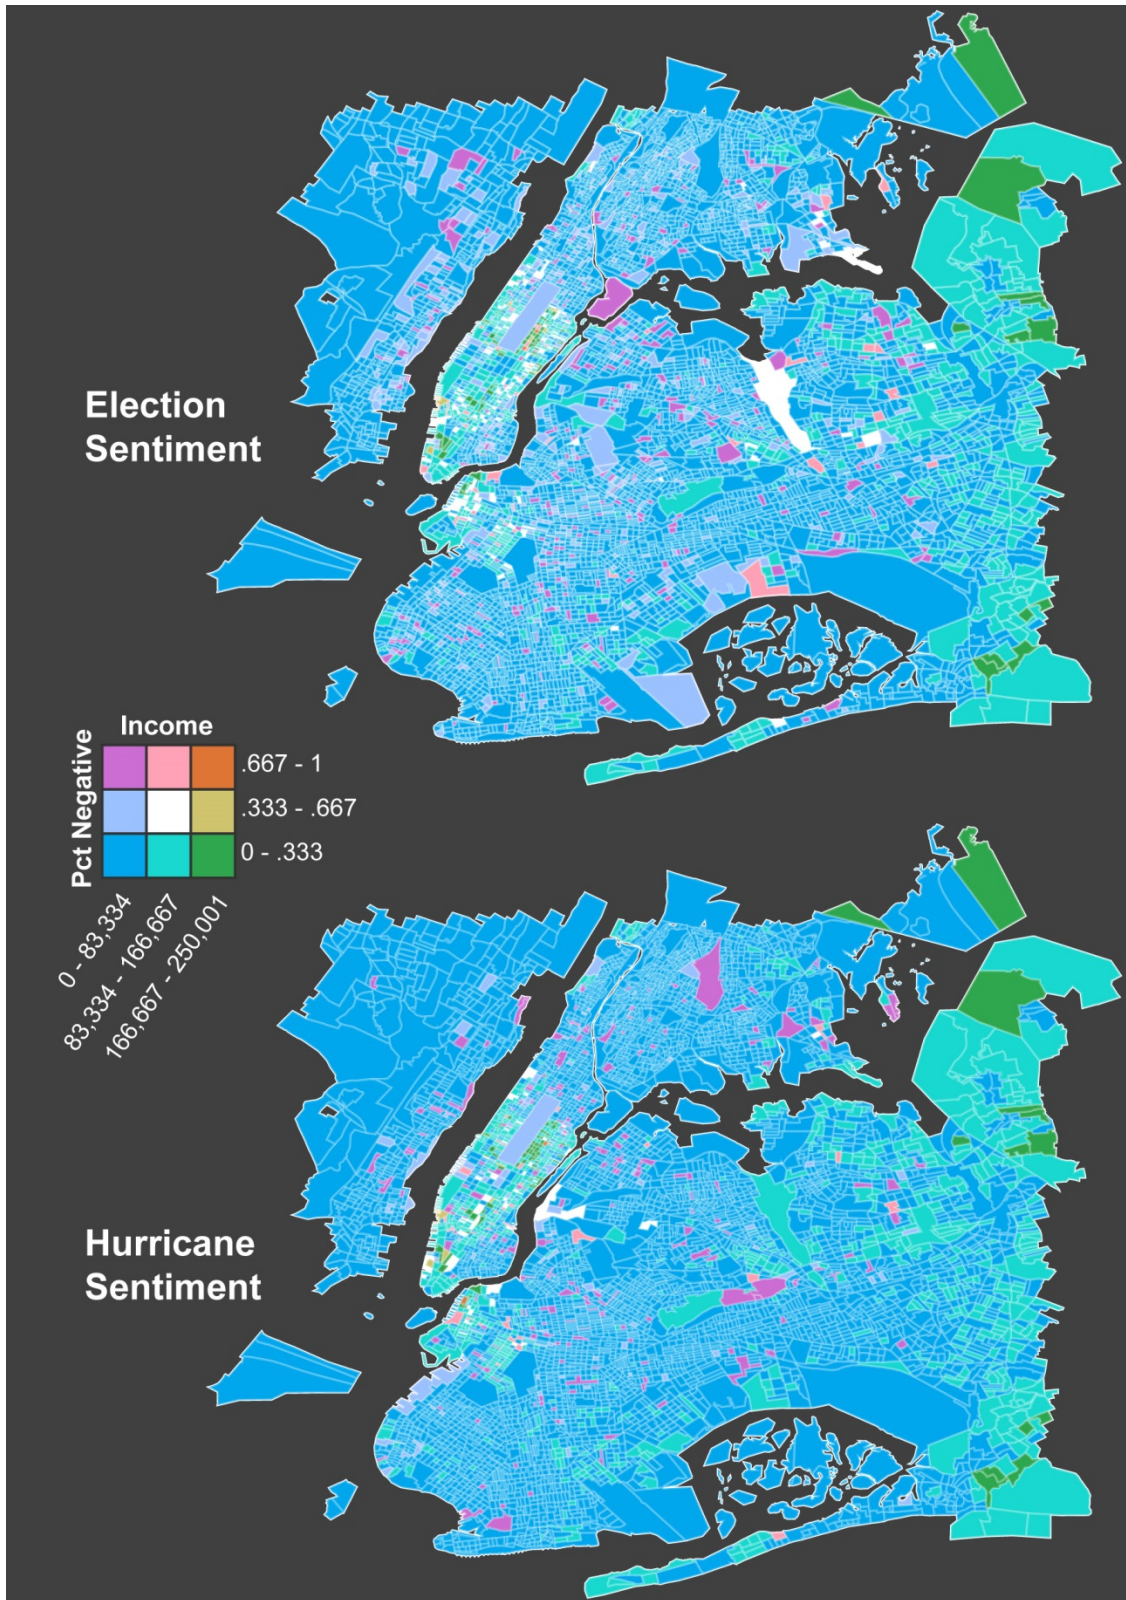 Election
Sentiment
Income
Pct Negative
.667 - 1
.333 - .667
0 - .333
0 - 83,334
83,334 - 166,667
166,667 - 250,001
Hurricane
Sentiment